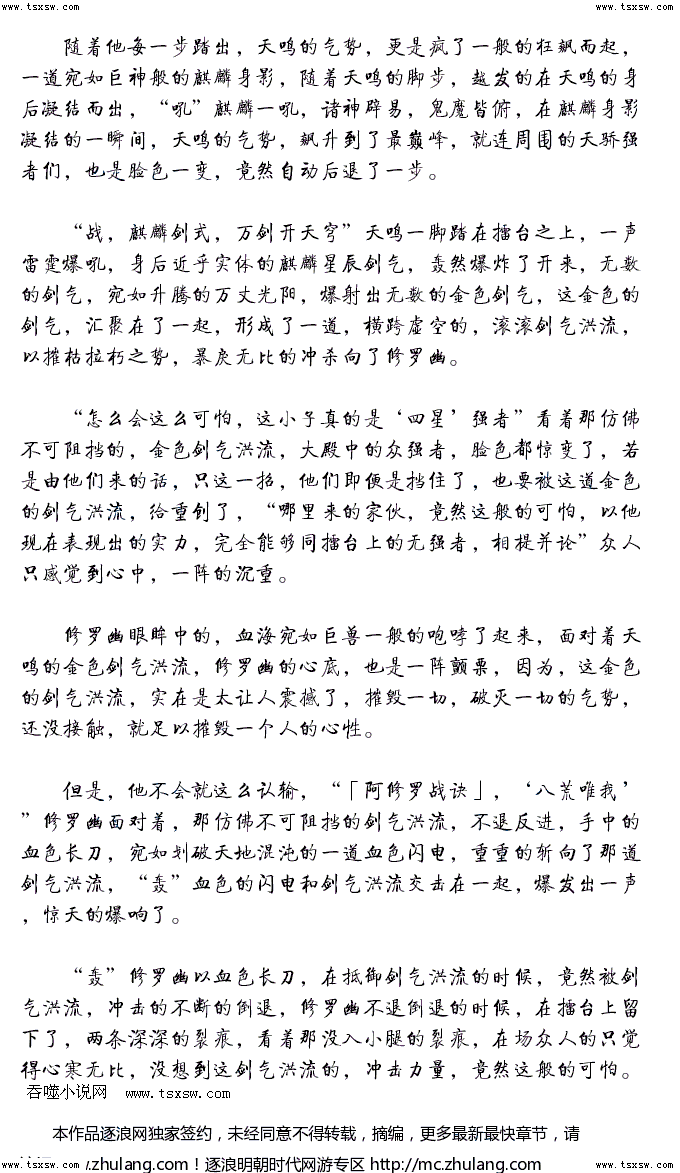 www.tsxsw.com www.tsxsw.com
随着他每一步踏出，天鸣的气势，更是疯了一般的狂飙而起，
一道宛如巨神般的麒麟身影，随着天鸣的脚步，越发的在天鸣的身
后凝结而出，“吼”麒麟一吼，诸神辟易，鬼魔皆俯，在麒麟身影
凝结的一瞬间，天鸣的气势，飙升到了最巅峰，就连周围的天骄强
者们，也是脸色一变，竟然自动后退了一步。
“战，麒麟剑式，万剑开天穹”天鸣一脚踏在擂台之上，一声
雷霆爆吼，身后近乎实体的麒麟星辰剑气，轰然爆炸了开来，无数
的剑气，宛如升腾的万丈光阳，爆射出无数的金色剑气，这金色的
剑气，汇聚在了一起，形成了一道，横跨虚空的，滚滚剑气洪流，
以摧枯拉朽之势，暴戾无比的冲杀向了修罗幽。
“怎么会这么可怕，这小子真的是‘四星’强者”看着那仿佛
不可阻挡的，金色剑气洪流，大殿中的众强者，脸色都惊变了，若
是由他们来的话，只这一招，他们即便是挡住了，也要被这道金色
的剑气洪流，给重创了，“哪里来的家伙，竟然这般的可怕，以他
现在表现出的实力，完全能够同擂台上的无强者，相提并论”众人
只感觉到心中，一阵的沉重。
修罗幽眼眸中的，血海宛如巨兽一般的咆哮了起来，面对着天
鸣的金色剑气洪流，修罗幽的心底，也是一阵颤栗，因为，这金色
的剑气洪流，实在是太让人震撼了，摧毁一切，破灭一切的气势，
还没接触，就足以摧毁一个人的心性。
但是，他不会就这么认输，“「阿修罗战诀」，‘八荒唯我’
”修罗幽面对着，那仿佛不可阻挡的剑气洪流，不退反进，手中的
血色长刀，宛如划破天地混沌的一道血色闪电，重重的斩向了那道
剑气洪流，“轰”血色的闪电和剑气洪流交击在一起，爆发出一声
，惊天的爆响了。
“轰”修罗幽以血色长刀，在抵御剑气洪流的时候，竟然被剑
气洪流，冲击的不断的倒退，修罗幽不退倒退的时候，在擂台上留
下了，两条深深的裂痕，看着那没入小腿的裂痕，在场众人的只觉
得心寒无比，没想到这剑气洪流的，冲击力量，竟然这般的可怕。
吞噬小说网 www.tsxsw.com
本作品逐浪网独家签约，未经同意不得转载，摘编，更多最新最快章节，请
.zhulang.com！逐浪明朝时代网游专区 http://mc.zhulang.com/
www.tsxsw.com www.tsxsw.com